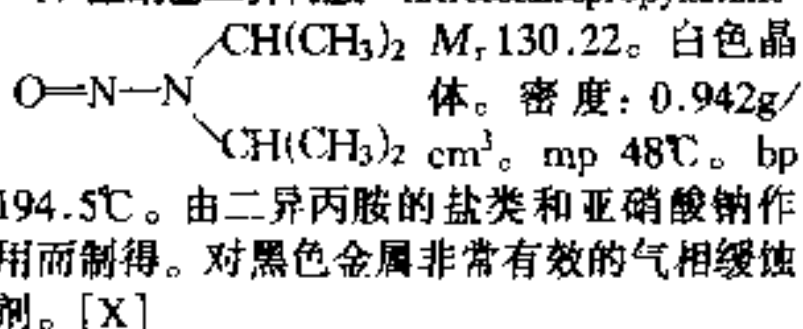 CH(CH₃)₂ Mᵣ 130.22。白色晶
O=N—N 体。密度：0.942g/
CH(CH₃)₂ cm³。mp 48℃。bp
194.5℃。由二异丙胺的盐类和亚硝酸钠作
用而制得。对黑色金属非常有效的气相缓蚀
剂。[X]